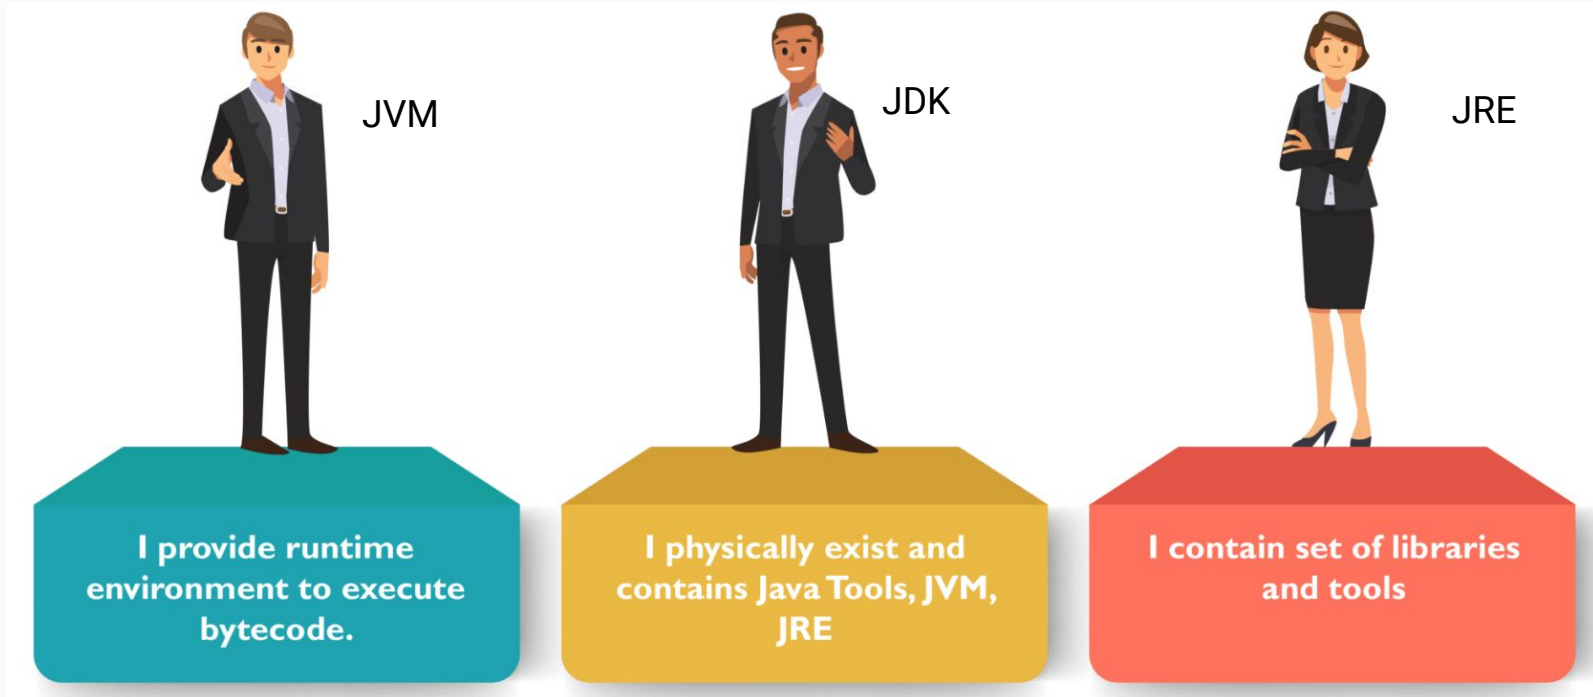 JVM
JDK
JRE
I provide runtime
environment to execute
bytecode.
I physically exist and
contains Java Tools, JVM,
JRE
I contain set of libraries
and tools